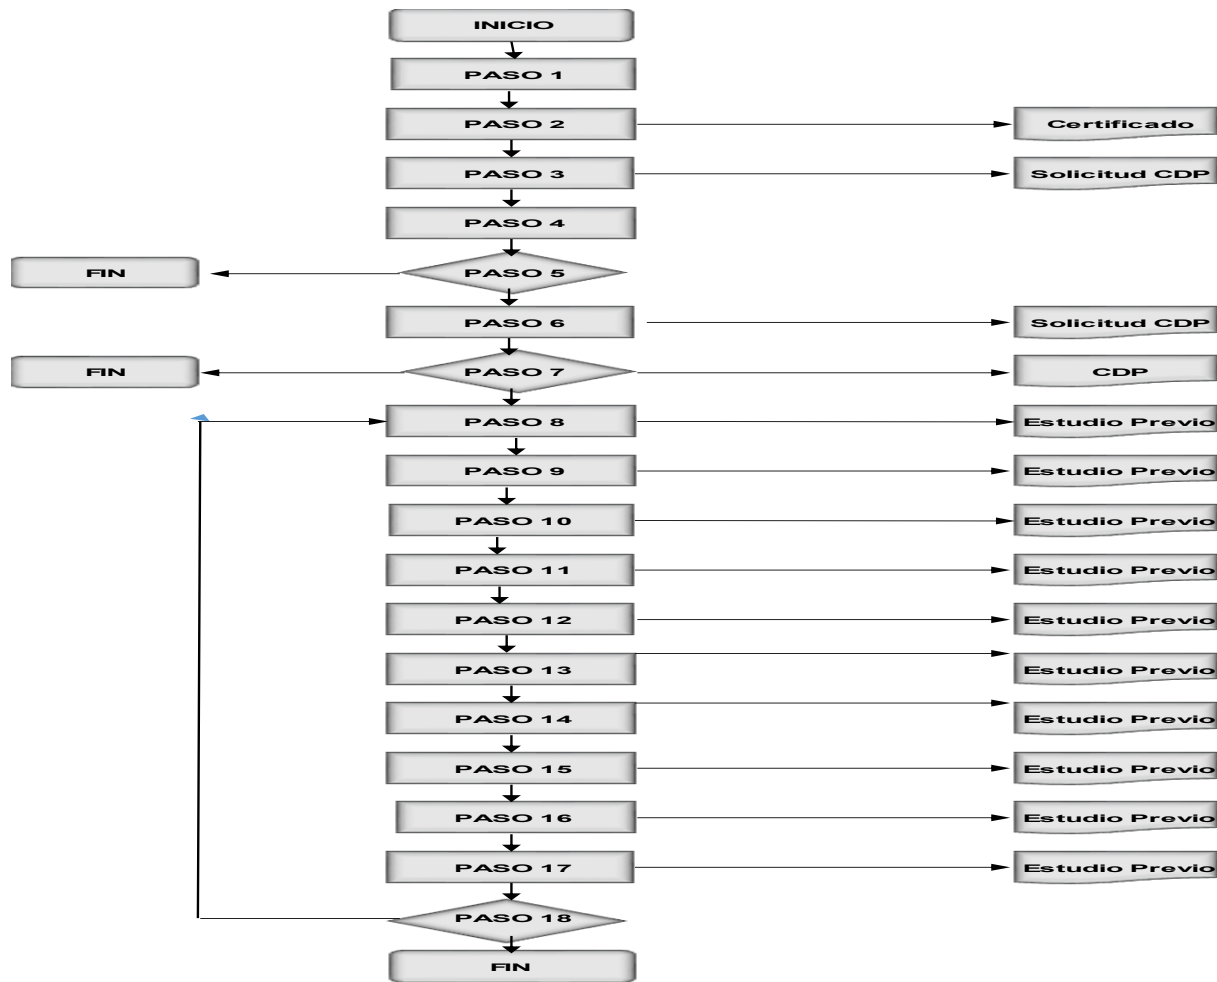 INICIO
PASO 1
PASO 2
Certificado
PASO 3
Solicitud CDP
PASO 4
FIN
PASO 5
PASO 6
Solicitud CDP
FIN
PASO 7
CDP
PASO 8
Estudio Previo
PASO 9
Estudio Previo
PASO 10
Estudio Previo
PASO 11
Estudio Previo
PASO 12
Estudio Previo
PASO 13
Estudio Previo
PASO 14
Estudio Previo
PASO 15
Estudio Previo
PASO 16
Estudio Previo
PASO 17
Estudio Previo
PASO 18
FIN